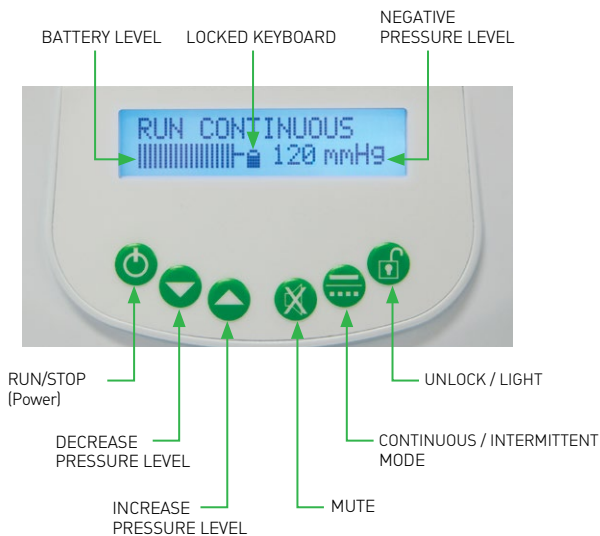 NEGATIVE
PRESSURE LEVEL
BATTERY LEVEL
LOCKED KEYBOARD
RUN CONTINUOUS
120 mmHg
RUN/STOP
(Power)
UNLOCK / LIGHT
DECREASE
PRESSURE LEVEL
CONTINUOUS / INTERMITTENT
MODE
INCREASE
PRESSURE LEVEL
MUTE